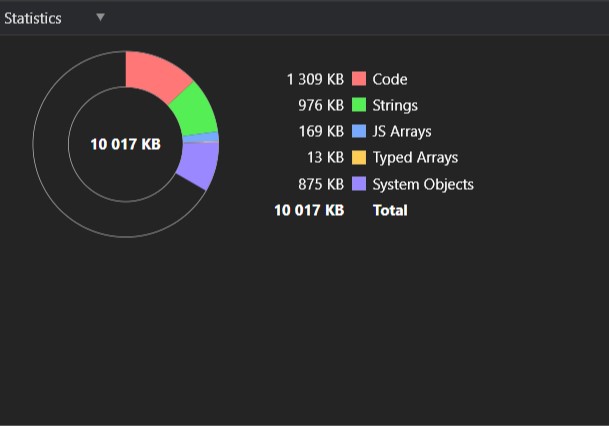 Statistics
10 017 KB
1 309 KB Code
976 KB Strings
169 KB JS Arrays
13 KB Typed Arrays
875 KB System Objects
10 017 KB Total